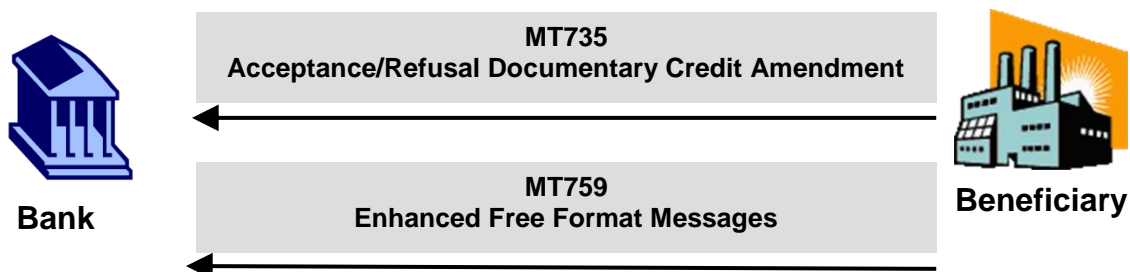 MT735
Acceptance/Refusal Documentary Credit Amendment
MT759
Enhanced Free Format Messages
Bank
Beneficiary